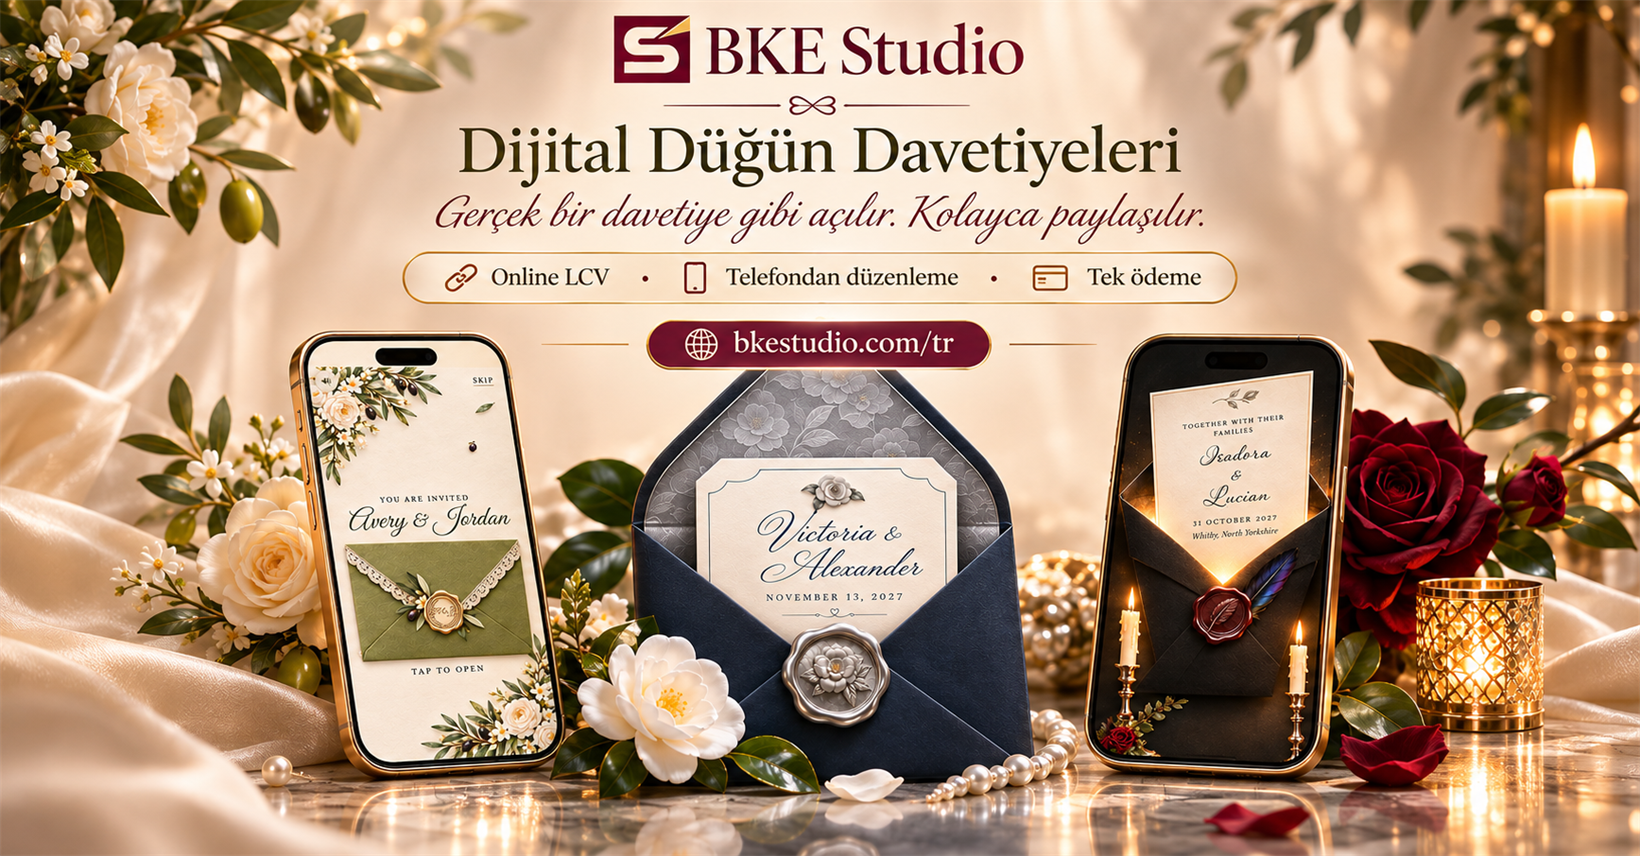 BKE Studio
Dijital Düğün Davetiyeleri
Gerçek bir davetiye gibi açılır. Kolayca paylaşılır.
Online LCV • Telefondan düzenleme • Tek ödeme
bkestudio.com/tr
SKIP
YOU ARE INVITED
Avery & Jordan
TAP TO OPEN
Victoria &
Alexander
NOVEMBER 13, 2027
TOGETHER WITH THEIR
FAMILIES
Isadora
&
Lucian
31 OCTOBER 2027
Whitby, North Yorkshire